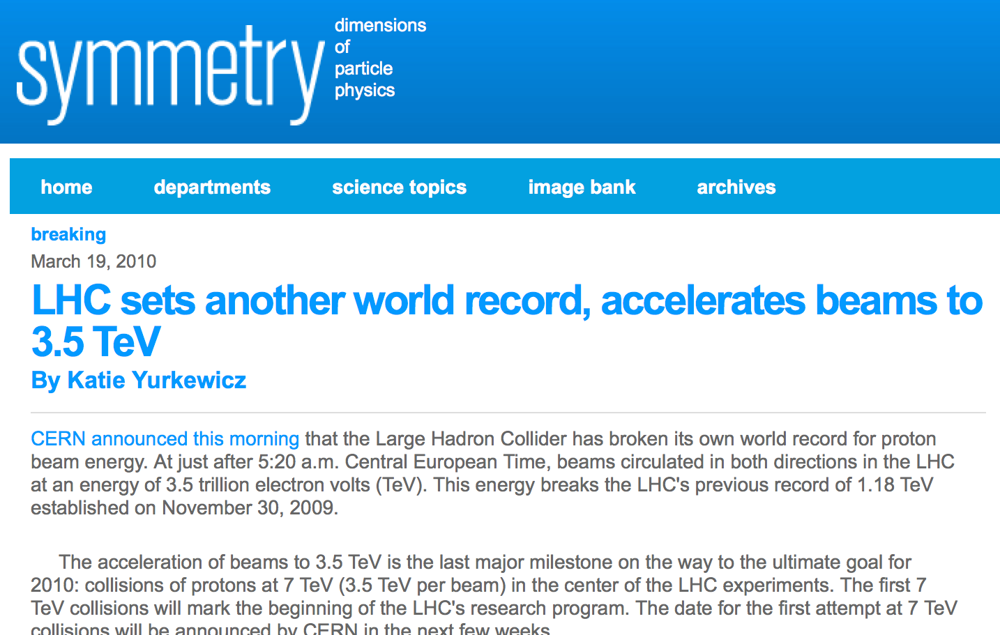 symmetry
dimensions
of
particle
physics
home departments science topics image bank archives
breaking
March 19, 2010
LHC sets another world record, accelerates beams to
3.5 TeV
By Katie Yurkewicz
CERN announced this morning that the Large Hadron Collider has broken its own world record for proton
beam energy. At just after 5:20 a.m. Central European Time, beams circulated in both directions in the LHC
at an energy of 3.5 trillion electron volts (TeV). This energy breaks the LHC's previous record of 1.18 TeV
established on November 30, 2009.
The acceleration of beams to 3.5 TeV is the last major milestone on the way to the ultimate goal for
2010: collisions of protons at 7 TeV (3.5 TeV per beam) in the center of the LHC experiments. The first 7
TeV collisions will mark the beginning of the LHC's research program. The date for the first attempt at 7 TeV
collisions will be announced by CERN in the next few weeks.